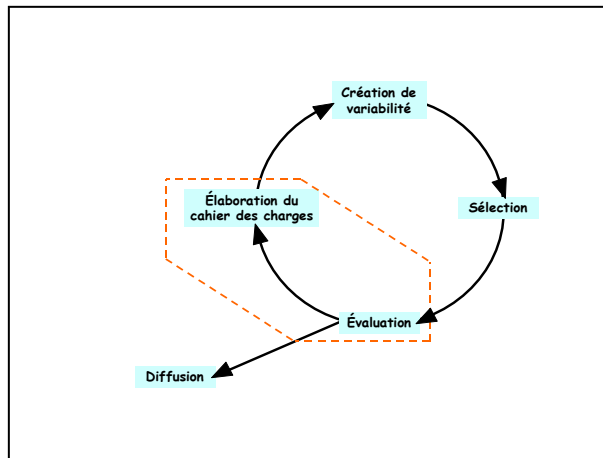 Création de
variabilité
Élaboration du
cahier des charges
Sélection
Évaluation
Diffusion